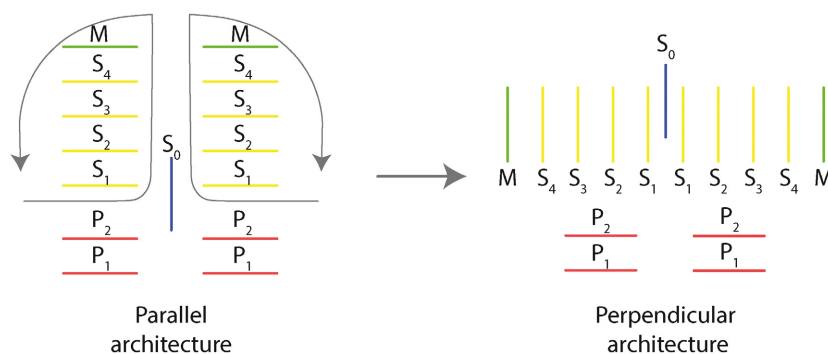 M M
S4 S4
S3 S3
S2 S0 S2
S1 S1
P2 P2
P1 P1
Parallel
architecture
S0
M S4 S3 S2 S1 S1 S2 S3 S4 M
P2 P2
P1 P1
Perpendicular
architecture